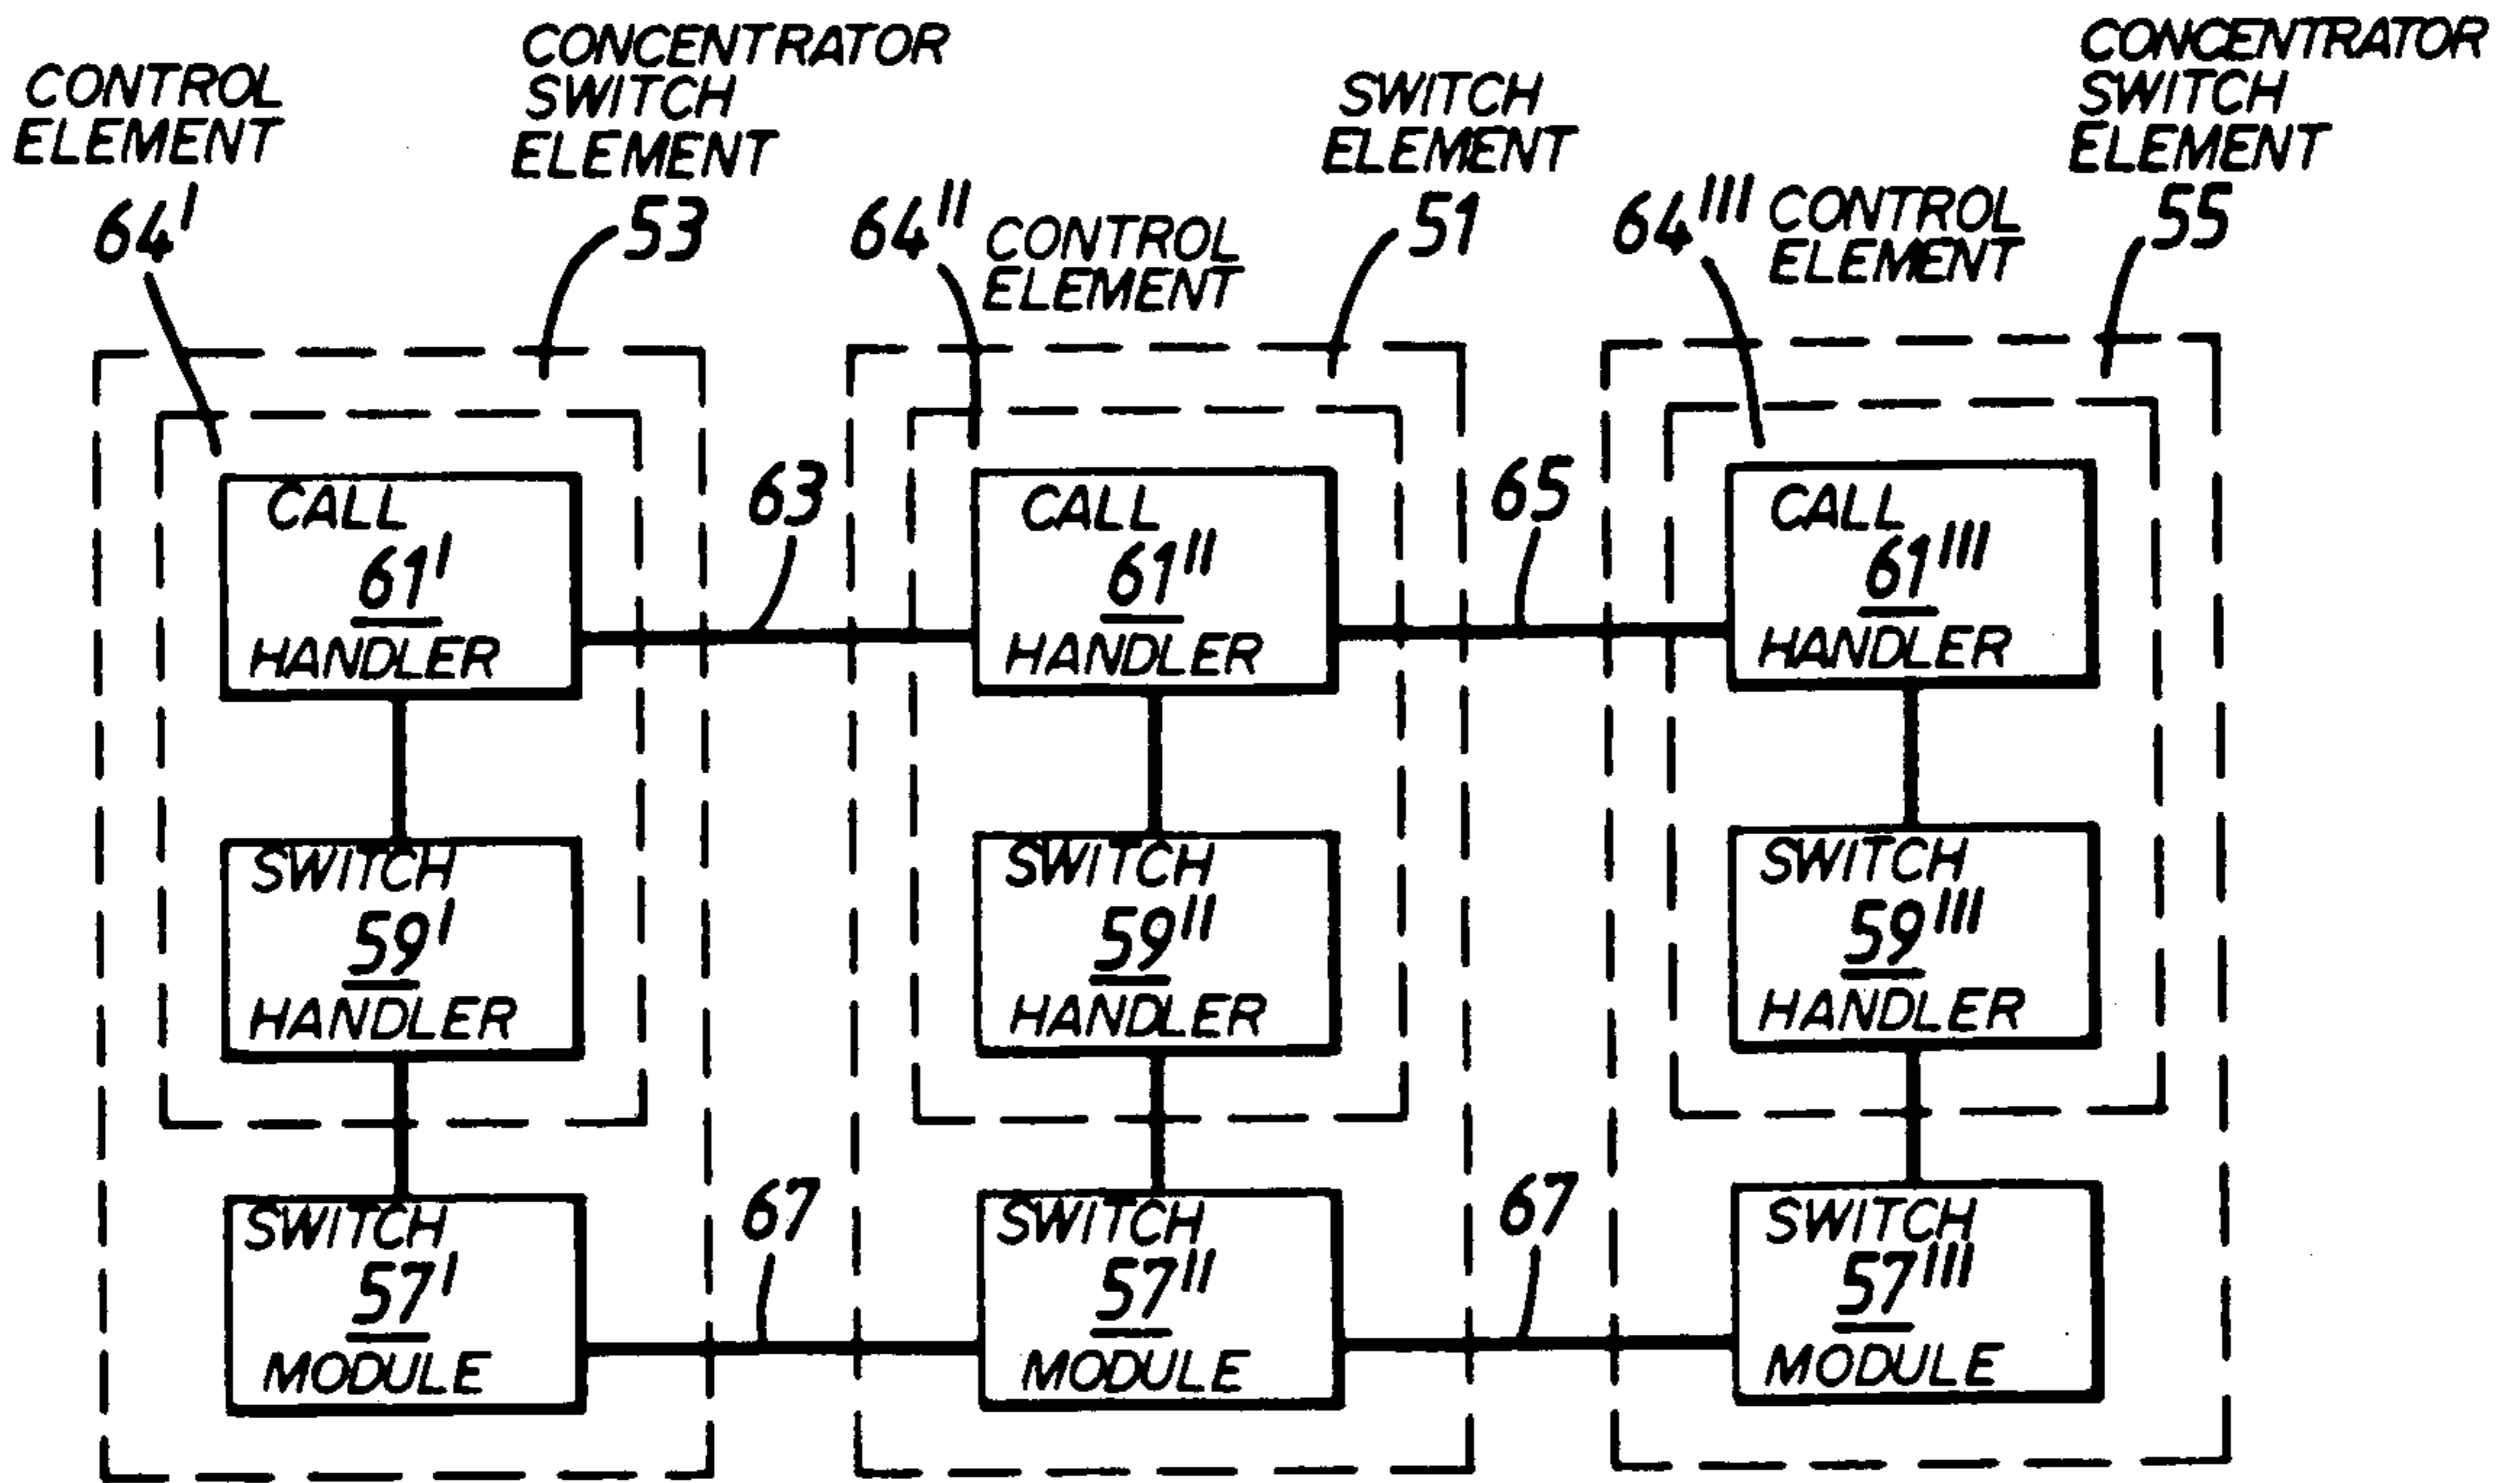 CONTROL
ELEMENT
64'
CONCENTRATOR
SWITCH
ELEMENT
53
64''
CONTROL
ELEMENT
SWITCH
ELEMENT
51
64'''
CONTROL
ELEMENT
CONCENTRATOR
SWITCH
ELEMENT
55
CALL
61'
HANDLER
63
CALL
61''
HANDLER
65
CALL
61'''
HANDLER
SWITCH
59'
HANDLER
SWITCH
59''
HANDLER
SWITCH
59'''
HANDLER
SWITCH
57'
MODULE
67
SWITCH
57''
MODULE
67
SWITCH
57'''
MODULE